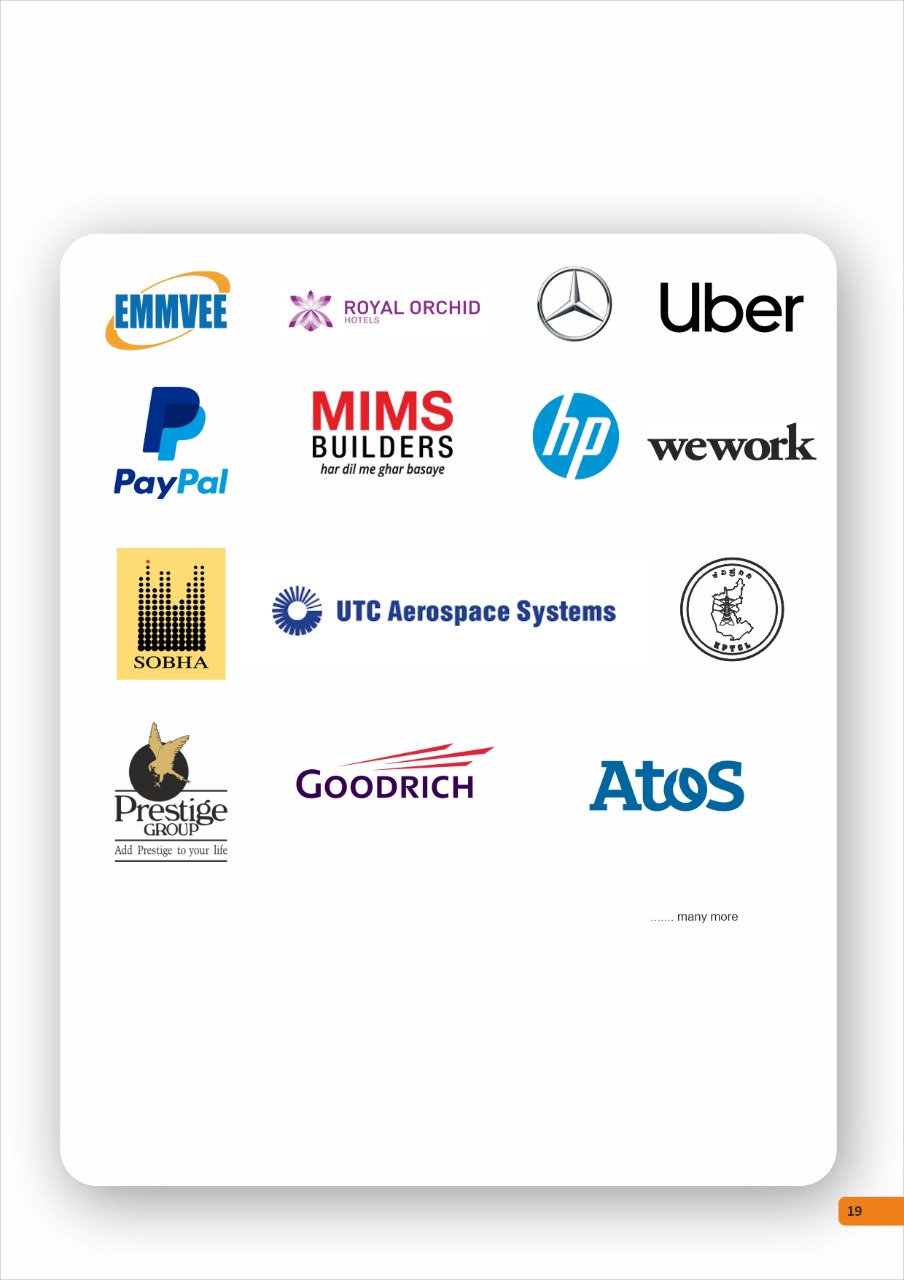 EMMVEE
ROYAL ORCHID
HOTELS
Uber
PayPal
MIMS
BUILDERS
har dil me ghar basaye
hp
wework
SOBHA
UTC Aerospace Systems
KPTCL
Prestige
GROUP
Add Prestige to your life
GOODRICH
Atos
....... many more
19